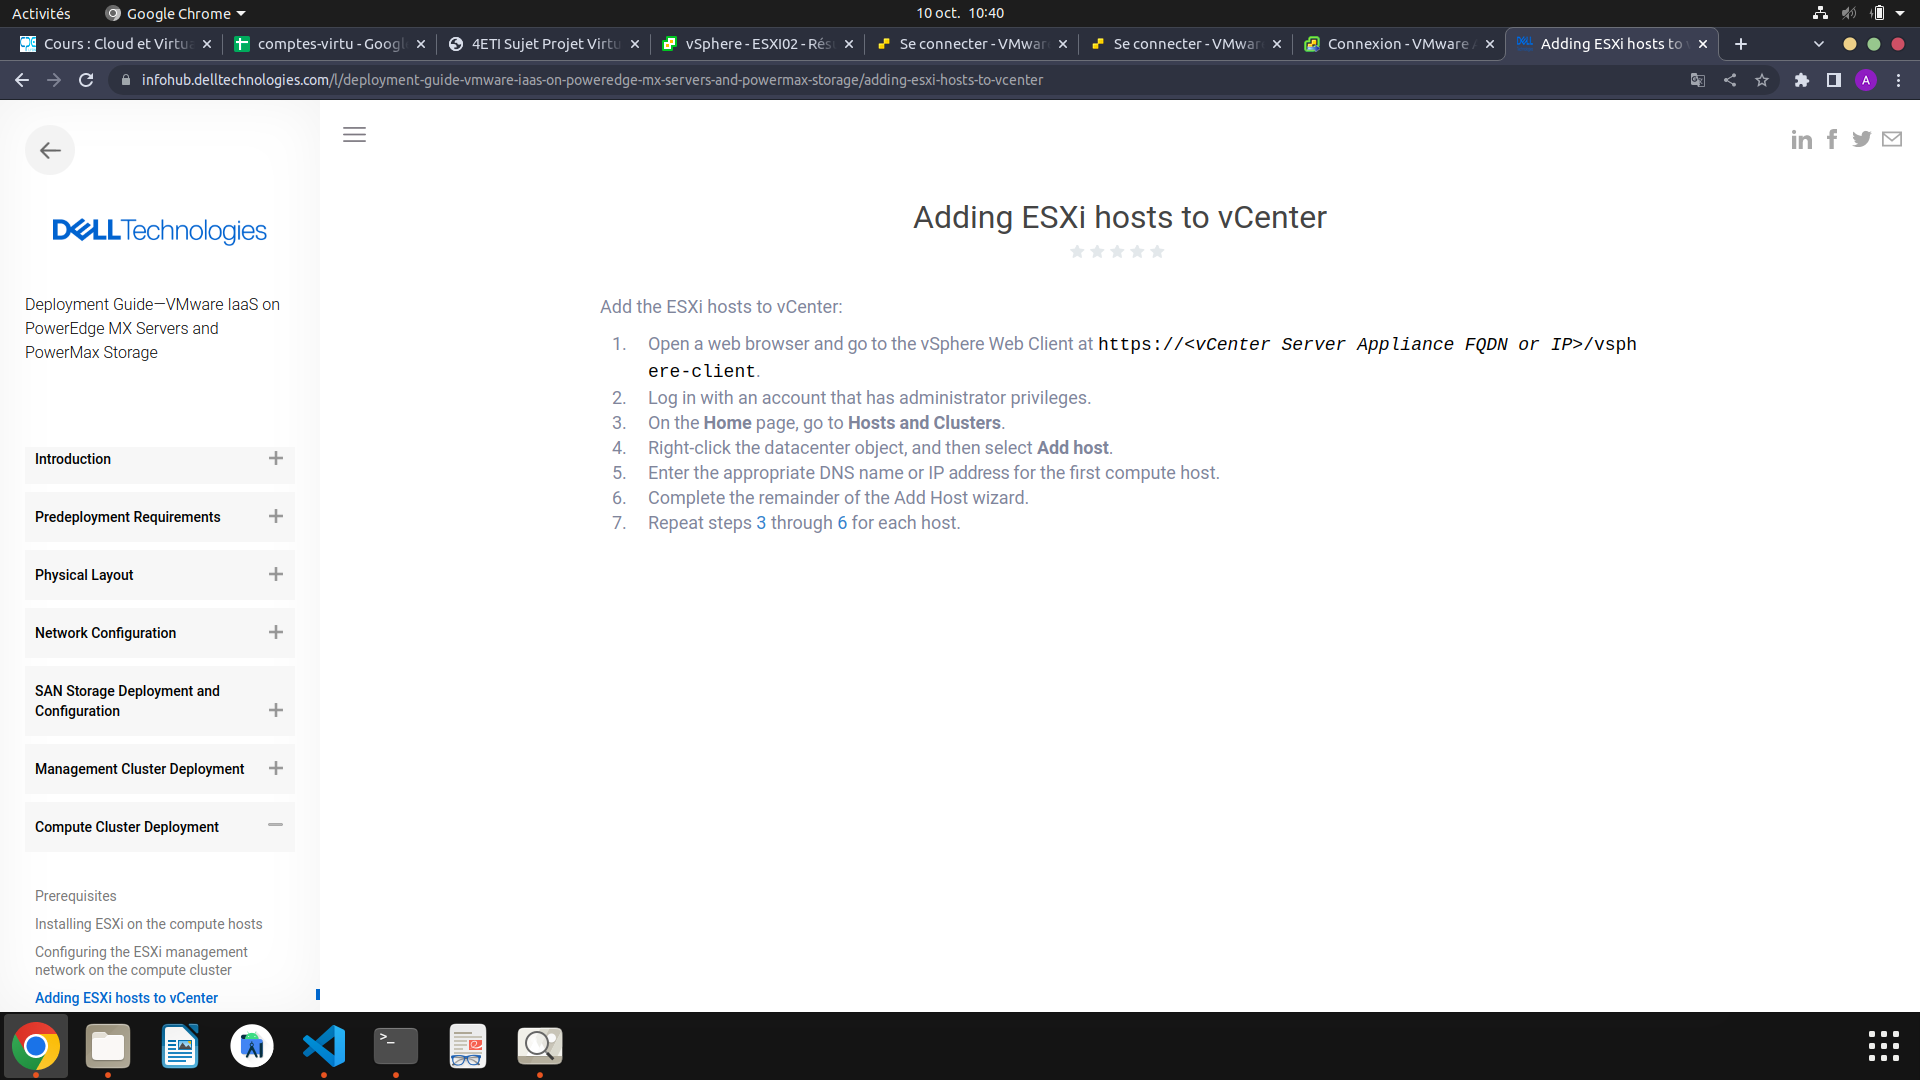 Activités
Google Chrome
10 oct. 10:40
Cours : Cloud et Virtua
comptes-virtu - Googl
4ETI Sujet Projet Virtu
vSphere - ESXI02 - Rés
Se connecter - VMwar
Se connecter - VMwar
Connexion - VMware
Adding ESXi hosts to
infohub.delltechnologies.com/l/deployment-guide-vmware-iaas-on-poweredge-mx-servers-and-powermax-storage/adding-esxi-hosts-to-vcenter
A
DELLTechnologies
Deployment Guide—VMware IaaS on
PowerEdge MX Servers and
PowerMax Storage
Introduction
Predeployment Requirements
Physical Layout
Network Configuration
SAN Storage Deployment and
Configuration
Management Cluster Deployment
Compute Cluster Deployment
Prerequisites
Installing ESXi on the compute hosts
Configuring the ESXi management
network on the compute cluster
Adding ESXi hosts to vCenter
Adding ESXi hosts to vCenter
Add the ESXi hosts to vCenter:
1. Open a web browser and go to the vSphere Web Client at https://<vCenter Server Appliance FQDN or IP>/vsph
ere-client.
2. Log in with an account that has administrator privileges.
3. On the Home page, go to Hosts and Clusters.
4. Right-click the datacenter object, and then select Add host.
5. Enter the appropriate DNS name or IP address for the first compute host.
6. Complete the remainder of the Add Host wizard.
7. Repeat steps 3 through 6 for each host.